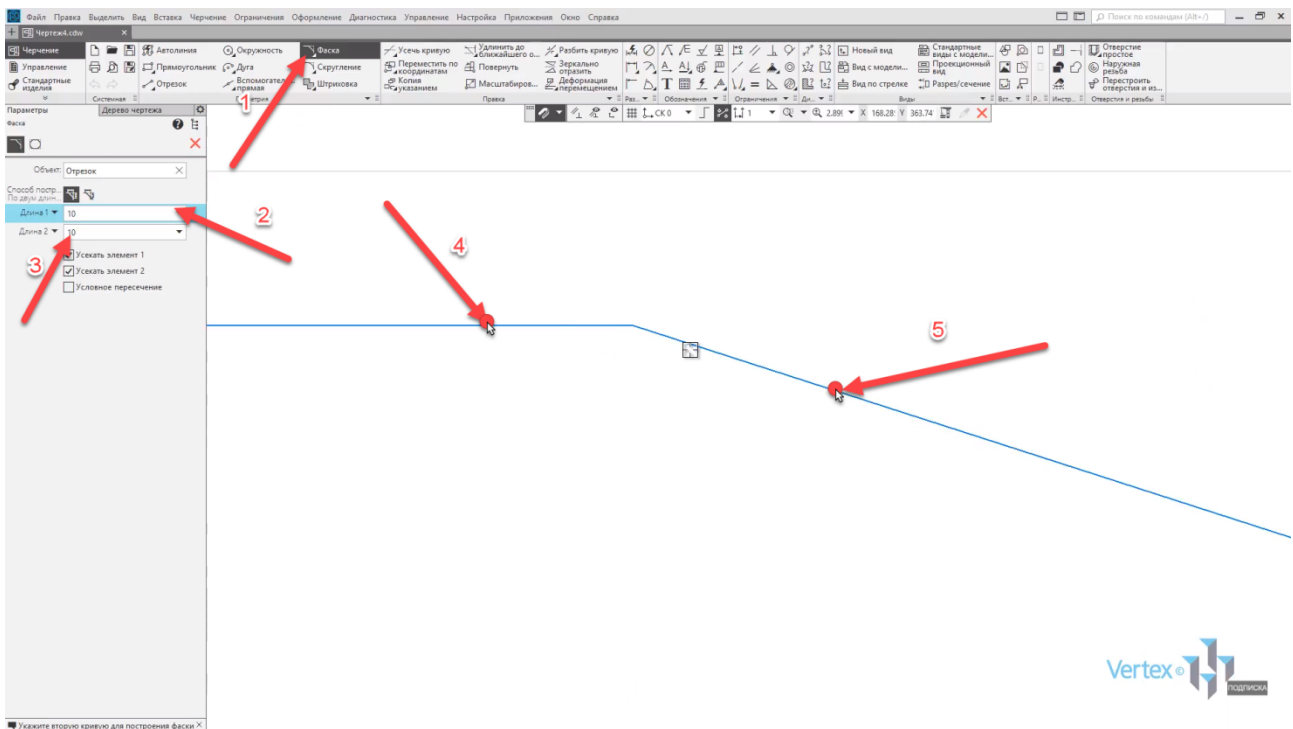 Файл Правка Выделить Вид Вставка Черчение Ограничения Оформление Диагностика Управление Настройка Приложения Окно Справка
Поиск по командам (Alt+/)
Чертеж4.cdw
Черчение
Управление
Стандартные изделия
Системная
Автолиния
Прямоугольник
Отрезок
Окружность
Дуга
Вспомогател...
прямая
Фаска
Скругление
Штриховка
Усечь кривую
Переместить по координатам
Копия указанием
Удлинить до ближайшего о...
Повернуть
Масштабиров...
Разбить кривую
Зеркально отразить
Деформация перемещением
Правка
Раз...
Обозначения
Ограничения
Ди...
Новый вид
Вид с модели...
Вид по стрелке
Стандартные виды с модели...
Проекционный вид
Разрез/сечение
Виды
Вст...
Р...
Инстр...
Отверстие простое
Наружная резьба
Перестроить отверстия и из...
Отверстия и резьбы
СК 0
1
X 168.28 Y 363.74
Параметры
Дерево чертежа
Фаска
Объект: Отрезок
Способ постр...
По двум длин...
Длина 1 10
Длина 2 10
Усекать элемент 1
Усекать элемент 2
Условное пересечение
1
2
3
4
5
Vertex ©
ПОДПИСКА
Укажите вторую кривую для построения фаски